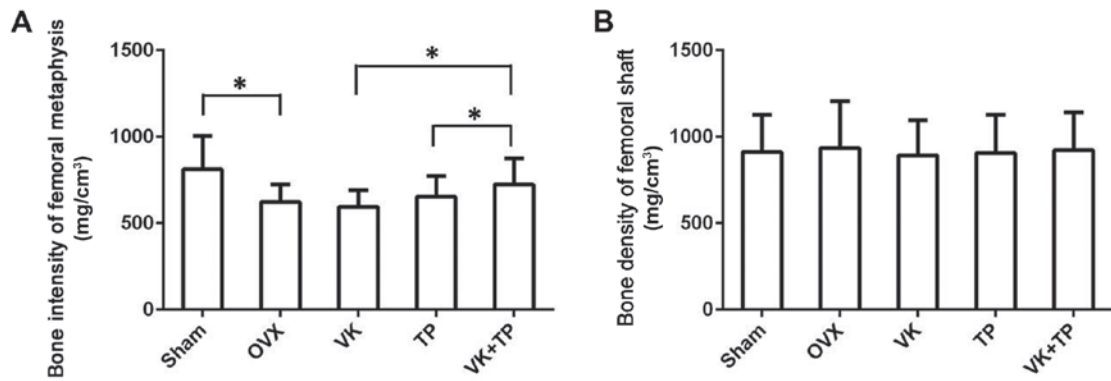 A
Bone intensity of femoral metaphysis
(mg/cm³)
1500
1000
500
0
*
*
*
Sham
OVX
VK
TP
VK+TP
B
Bone density of femoral shaft
(mg/cm³)
1500
1000
500
0
Sham
OVX
VK
TP
VK+TP